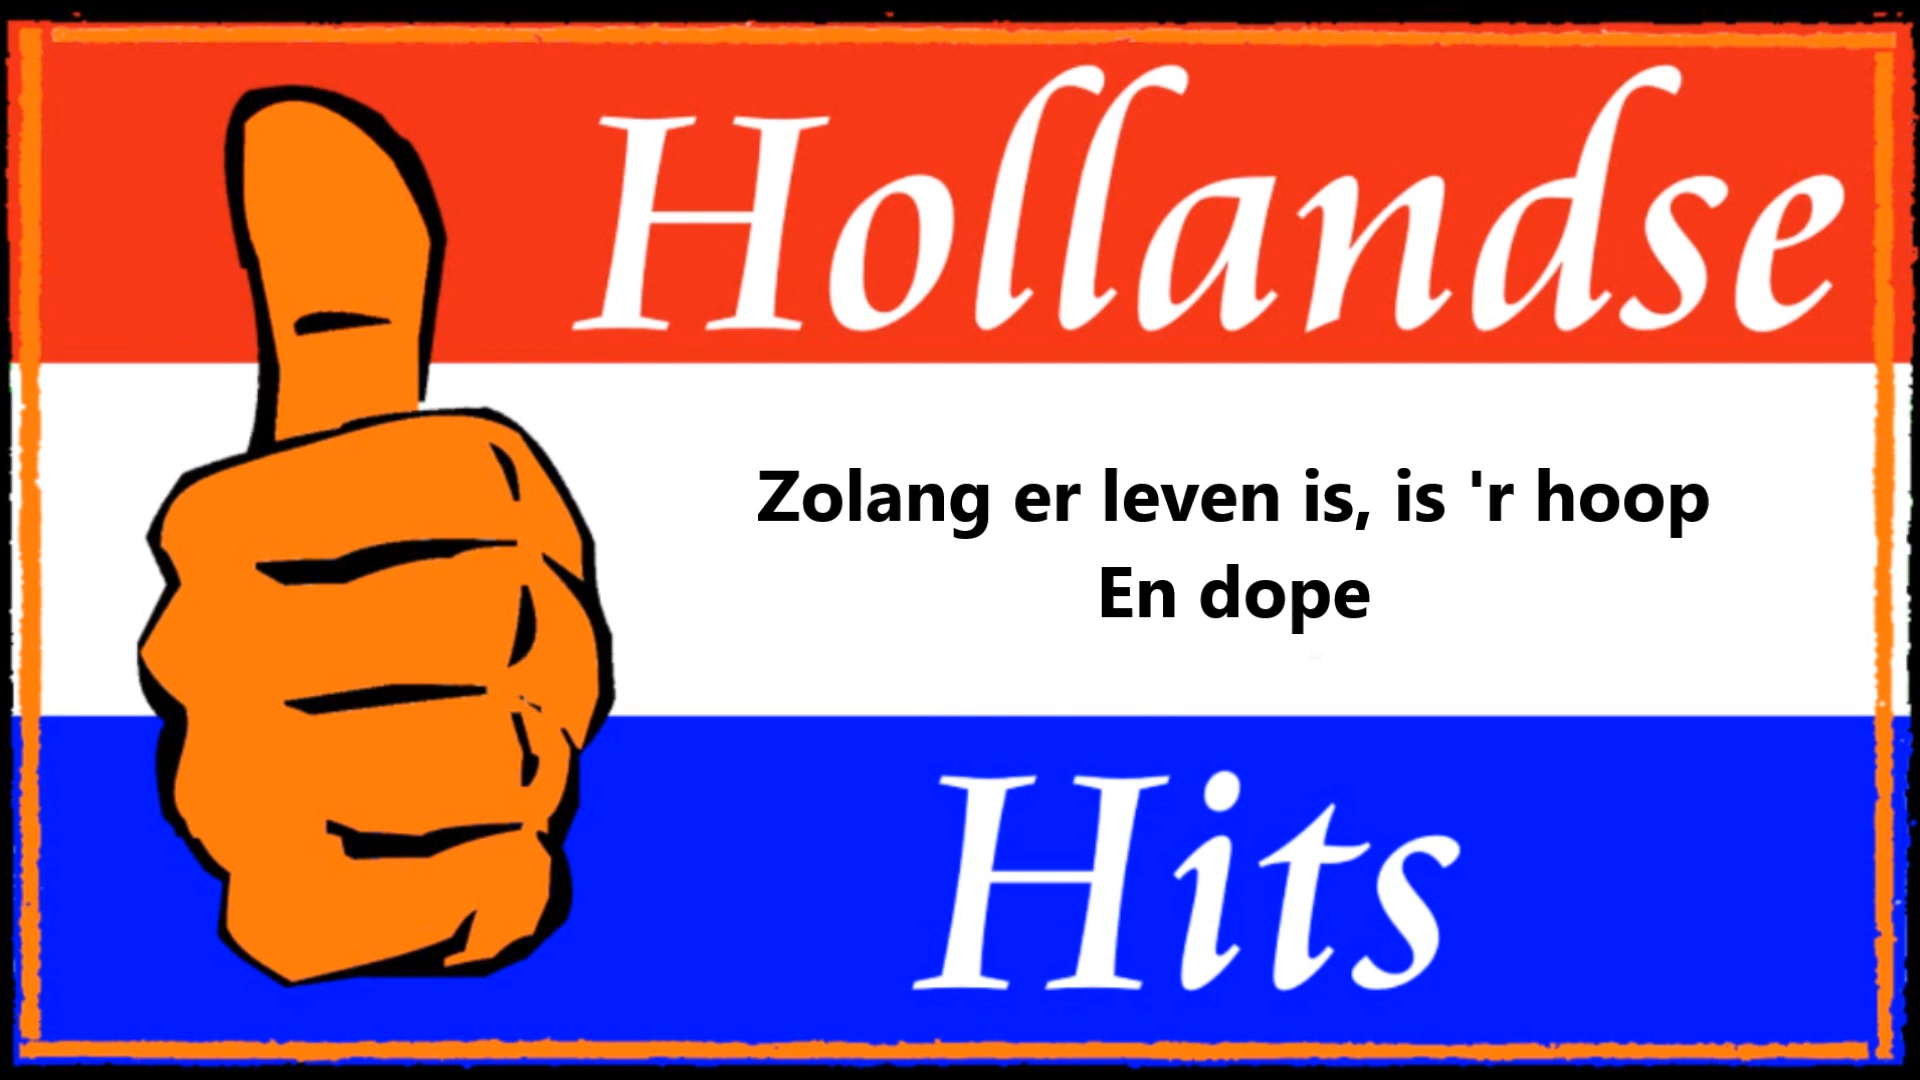 Hollandse
Zolang er leven is, is 'r hoop
En dope
Hits